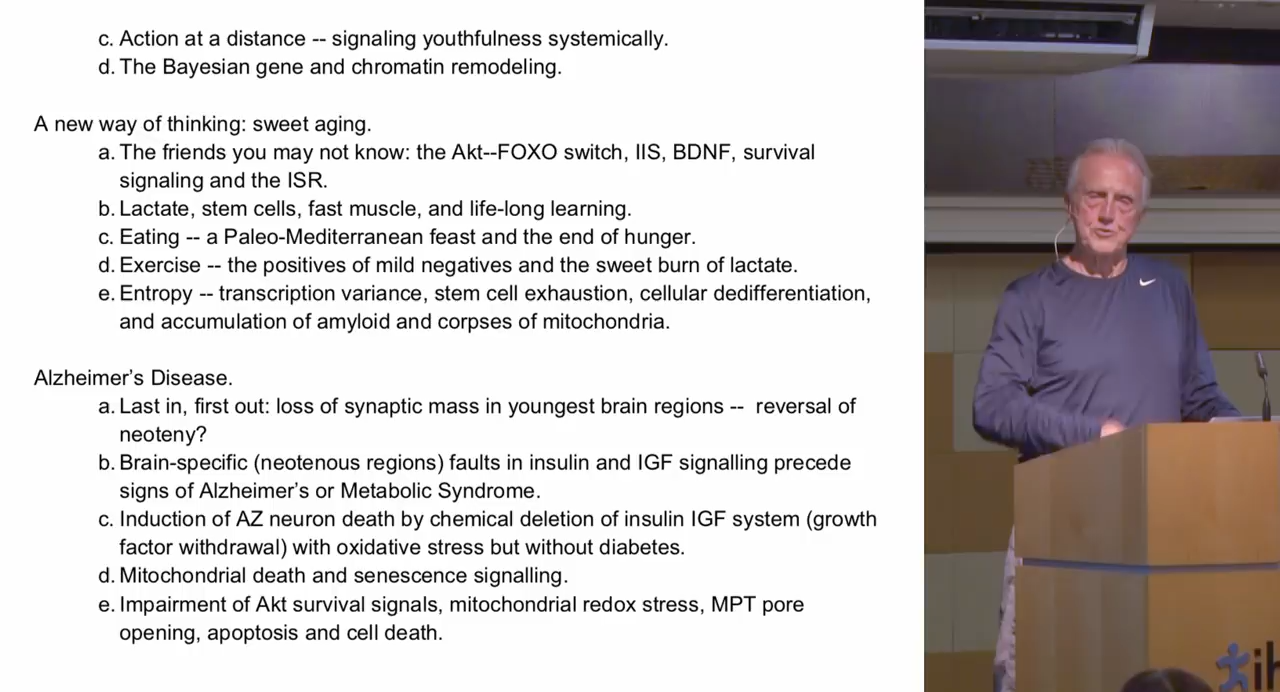 c. Action at a distance -- signaling youthfulness systemically.
d. The Bayesian gene and chromatin remodeling.
A new way of thinking: sweet aging.
a. The friends you may not know: the Akt--FOXO switch, IIS, BDNF, survival
signaling and the ISR.
b. Lactate, stem cells, fast muscle, and life-long learning.
c. Eating -- a Paleo-Mediterranean feast and the end of hunger.
d. Exercise -- the positives of mild negatives and the sweet burn of lactate.
e. Entropy -- transcription variance, stem cell exhaustion, cellular dedifferentiation,
and accumulation of amyloid and corpses of mitochondria.
Alzheimer’s Disease.
a. Last in, first out: loss of synaptic mass in youngest brain regions -- reversal of
neoteny?
b. Brain-specific (neotenous regions) faults in insulin and IGF signalling precede
signs of Alzheimer’s or Metabolic Syndrome.
c. Induction of AZ neuron death by chemical deletion of insulin IGF system (growth
factor withdrawal) with oxidative stress but without diabetes.
d. Mitochondrial death and senescence signalling.
e. Impairment of Akt survival signals, mitochondrial redox stress, MPT pore
opening, apoptosis and cell death.
ih